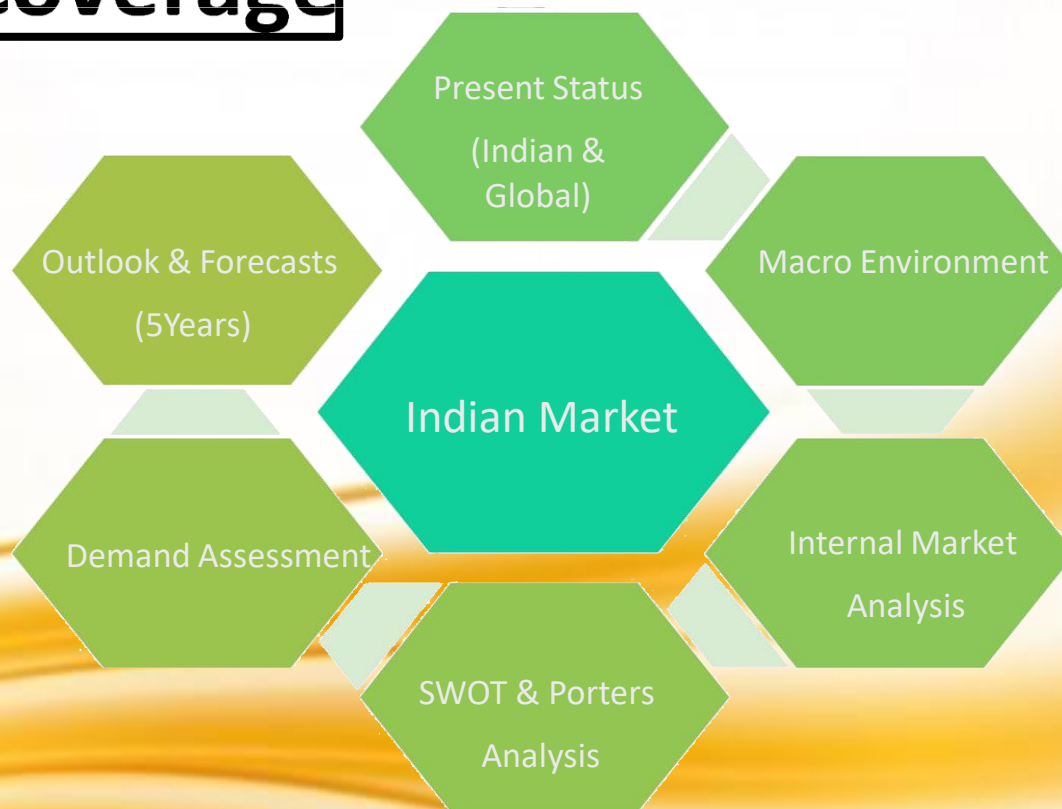 Coverage
Present Status
(Indian &
Global)
Macro Environment
Internal Market
Analysis
SWOT & Porters
Analysis
Demand Assessment
Outlook & Forecasts
(5Years)
Indian Market